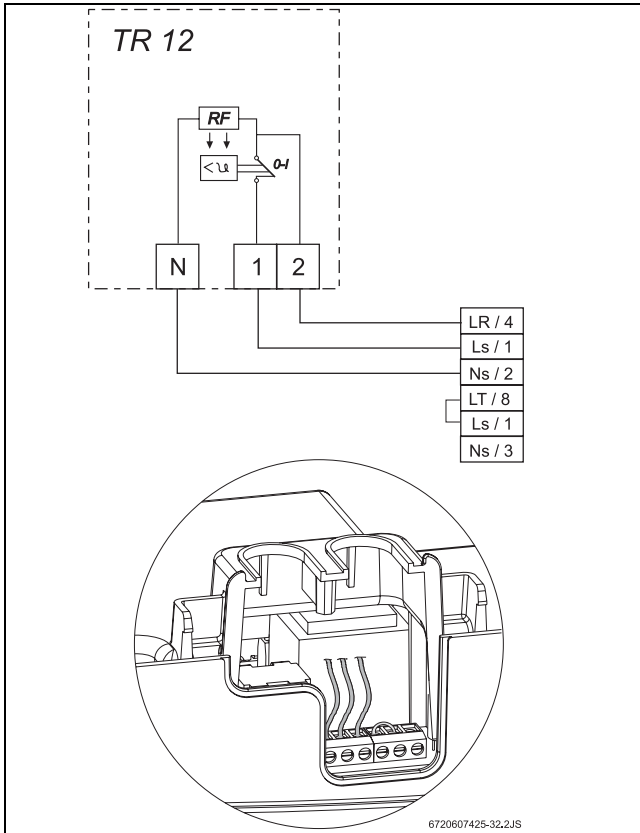 TR 12
RF
0-I
N
1
2
LR / 4
Ls / 1
Ns / 2
LT / 8
Ls / 1
Ns / 3
6720607425-32.2JS